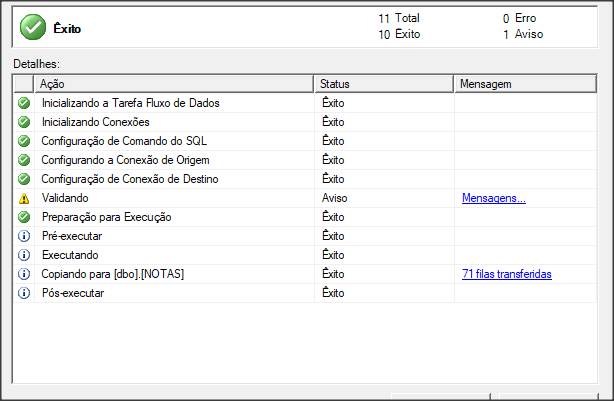 Êxito
11 Total 0 Erro
10 Êxito 1 Aviso
Detalhes:
Ação Status Mensagem
Inicializando a Tarefa Fluxo de Dados Êxito
Inicializando Conexões Êxito
Configuração de Comando do SQL Êxito
Configurando a Conexão de Origem Êxito
Configuração de Conexão de Destino Êxito
Validando Aviso Mensagens...
Preparação para Execução Êxito
Pré-executar Êxito
Executando Êxito
Copiando para [dbo].[NOTAS] Êxito 71 filas transferidas
Pós-executar Êxito